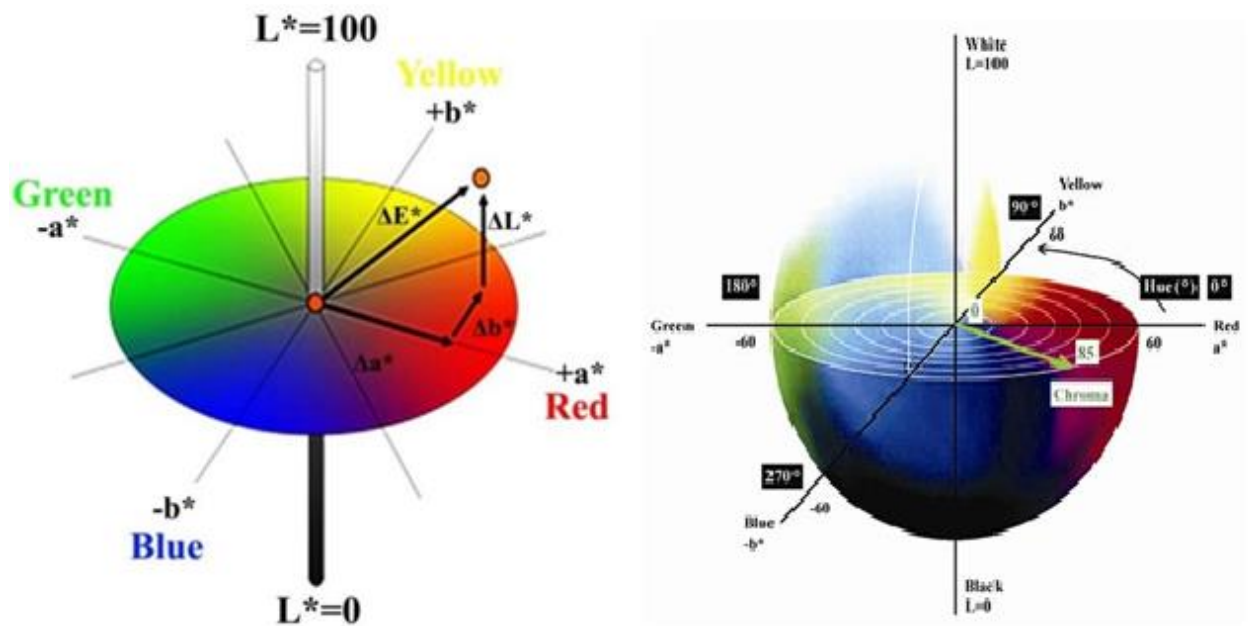 L*=100
Yellow
+b*
Green
-a*
ΔE*
ΔL*
Δb*
Δa*
+a*
Red
-b*
Blue
L*=0
White
L=100
Yellow
b*
90°
60
180°
Hue(°)
0°
0
Green
-a*
-60
60
Red
a*
85
Chroma
270°
-60
Blue
-b*
Black
L=0